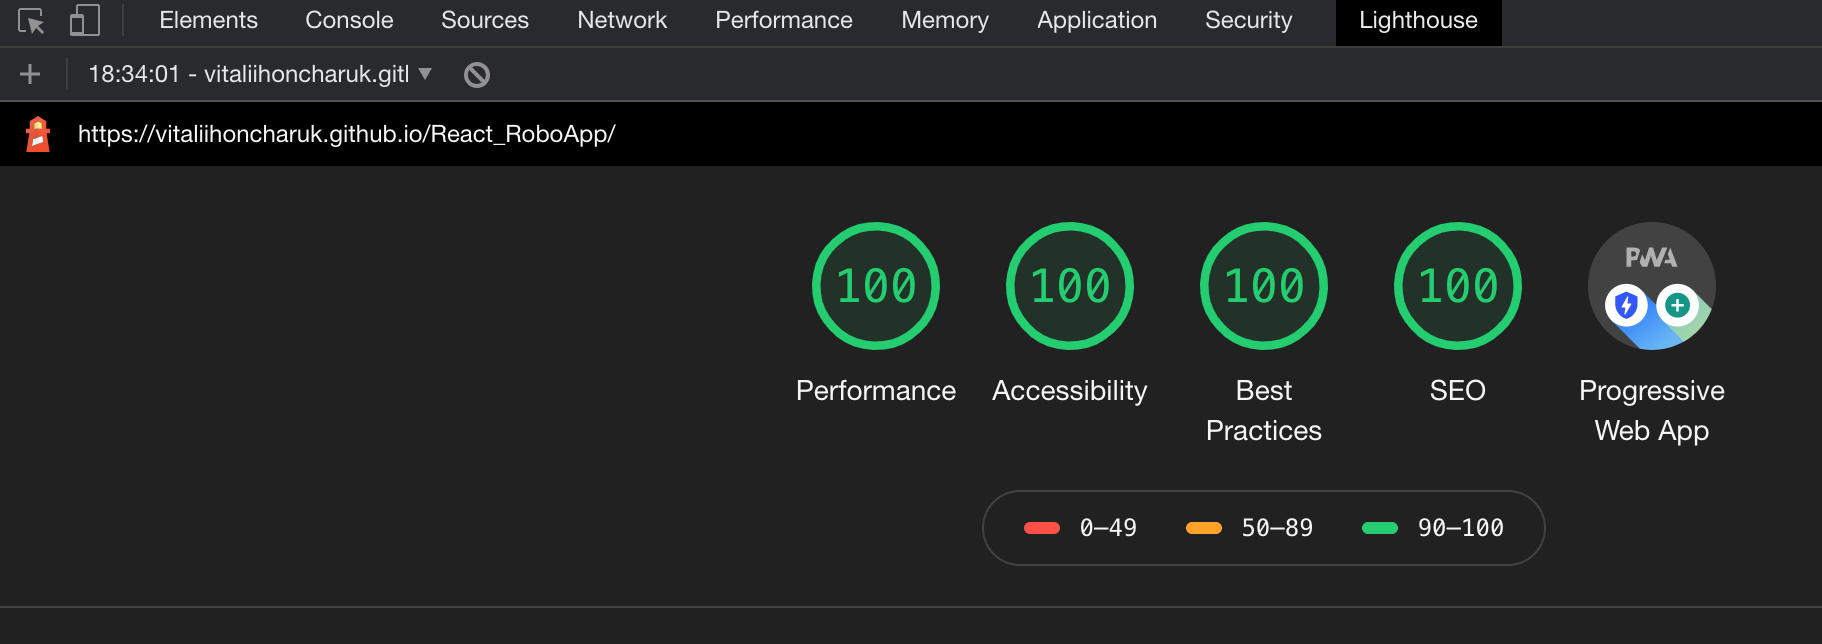 Elements Console Sources Network Performance Memory Application Security Lighthouse
18:34:01 - vitaliihoncharuk.gitl
https://vitaliihoncharuk.github.io/React_RoboApp/
100 100 100 100 PWA
Performance Accessibility Best SEO Progressive
Practices Web App
0–49 50–89 90–100